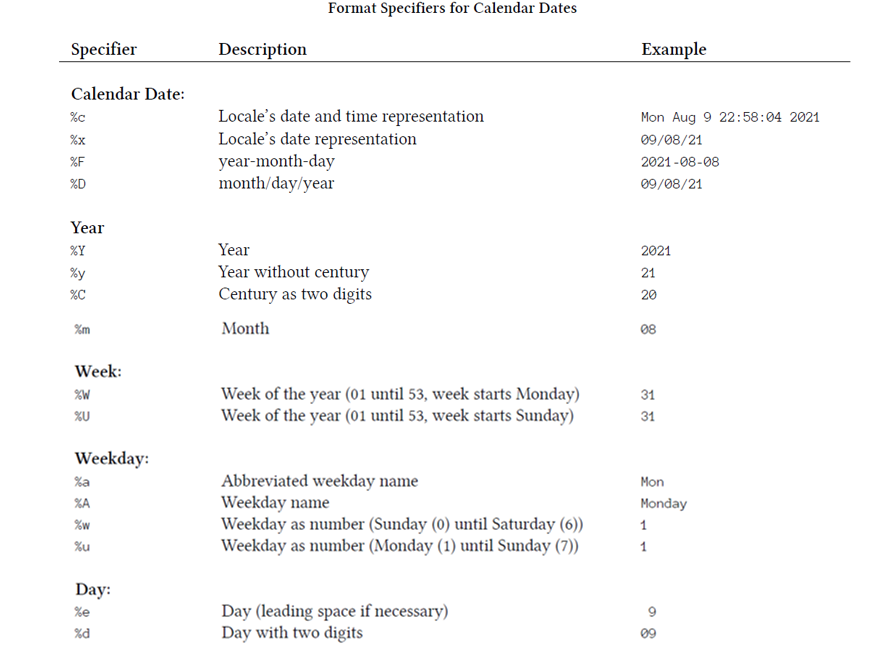 Format Specifiers for Calendar Dates
Specifier Description Example
Calendar Date:
%c Locale’s date and time representation Mon Aug 9 22:58:04 2021
%x Locale’s date representation 09/08/21
%F year-month-day 2021-08-08
%D month/day/year 09/08/21
Year
%Y Year 2021
%y Year without century 21
%C Century as two digits 20
%m Month 08
Week:
%W Week of the year (01 until 53, week starts Monday) 31
%U Week of the year (01 until 53, week starts Sunday) 31
Weekday:
%a Abbreviated weekday name Mon
%A Weekday name Monday
%w Weekday as number (Sunday (0) until Saturday (6)) 1
%u Weekday as number (Monday (1) until Sunday (7)) 1
Day:
%e Day (leading space if necessary) 9
%d Day with two digits 09